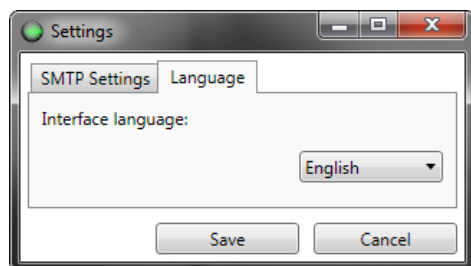 Settings
SMTP Settings Language
Interface language:
English
Save Cancel